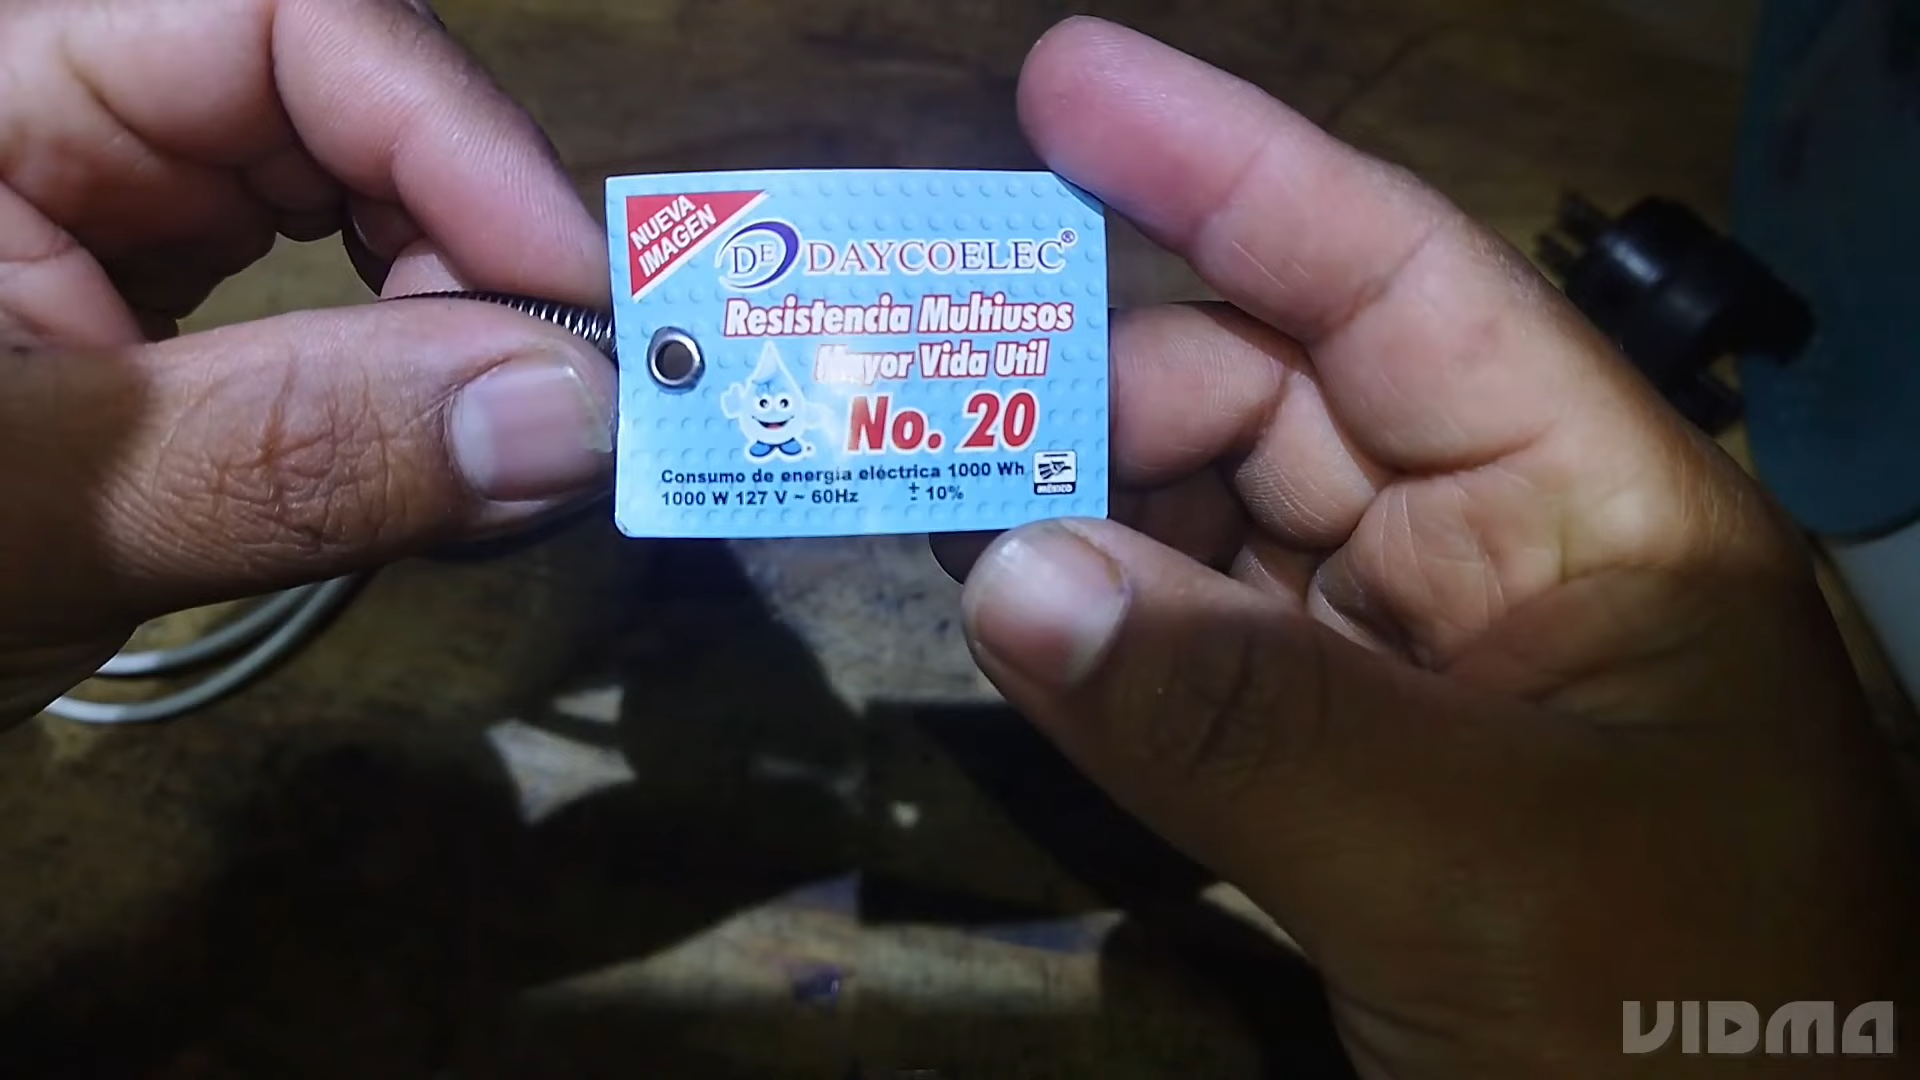 NUEVA
IMAGEN
DE DAYCOELEC®
Resistencia Multiusos
Mayor Vida Util
No. 20
Consumo de energía eléctrica 1000 Wh
1000 W 127 V ~ 60Hz ± 10%
MÉXICO
VIDMA